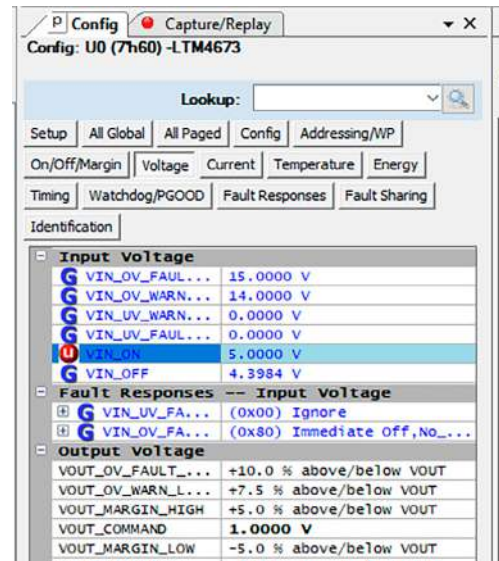 P Config Capture/Replay
Config: U0 (7'h60) -LTM4673
Lookup:
Setup All Global All Paged Config Addressing/WP
On/Off/Margin Voltage Current Temperature Energy
Timing Watchdog/PGOOD Fault Responses Fault Sharing
Identification
Input Voltage
G VIN_OV_FAUL... 15.0000 V
G VIN_OV_WARN... 14.0000 V
G VIN_UV_WARN... 0.0000 V
G VIN_UV_FAUL... 0.0000 V
U VIN_ON 5.0000 V
G VIN_OFF 4.3984 V
Fault Responses -- Input Voltage
G VIN_UV_FA... (0x00) Ignore
G VIN_OV_FA... (0x80) Immediate Off,No_...
Output Voltage
VOUT_OV_FAULT_... +10.0 % above/below VOUT
VOUT_OV_WARN_L... +7.5 % above/below VOUT
VOUT_MARGIN_HIGH +5.0 % above/below VOUT
VOUT_COMMAND 1.0000 V
VOUT_MARGIN_LOW -5.0 % above/below VOUT